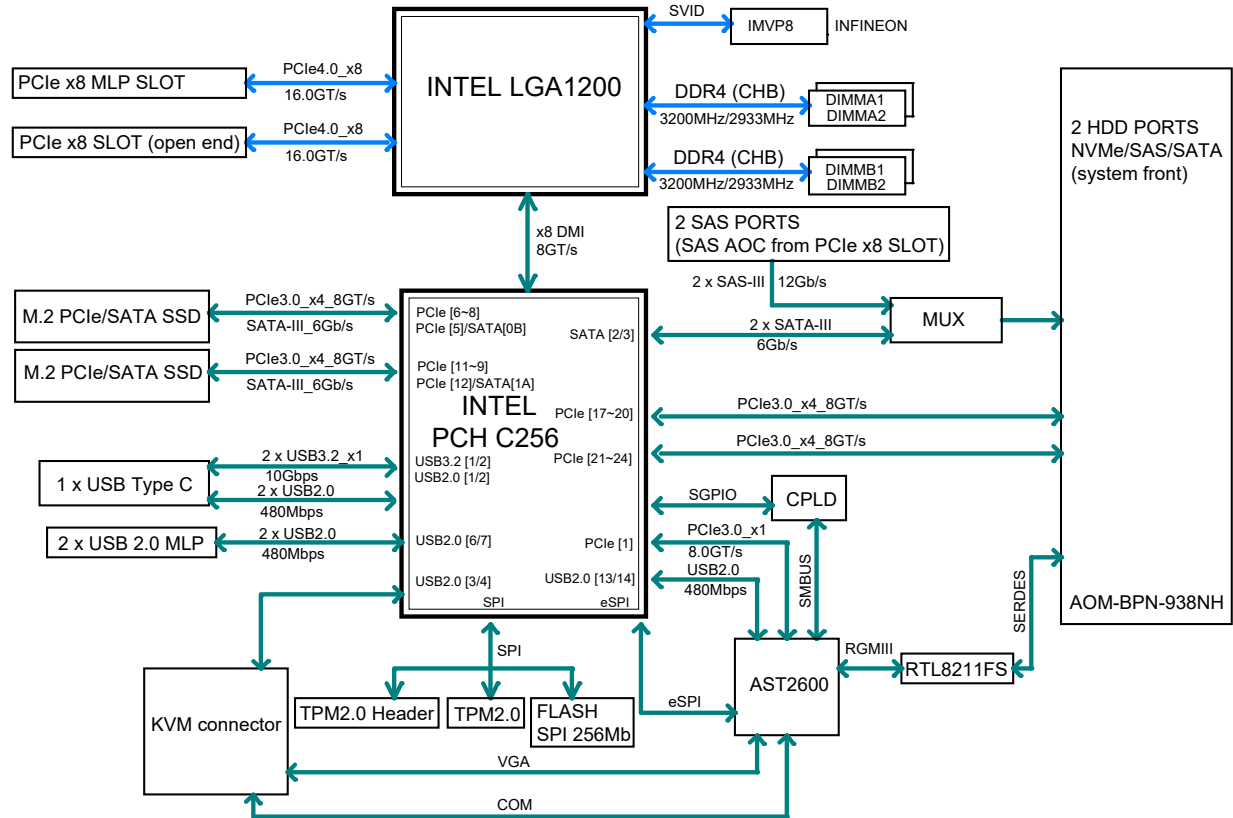 SVID
IMVP8
INFINEON
INTEL LGA1200
PCIe x8 MLP SLOT
PCIe4.0_x8
16.0GT/s
PCIe x8 SLOT (open end)
PCIe4.0_x8
16.0GT/s
DDR4 (CHB)
3200MHz/2933MHz
DIMMA1
DIMMA2
DDR4 (CHB)
3200MHz/2933MHz
DIMMB1
DIMMB2
2 HDD PORTS
NVMe/SAS/SATA
(system front)
x8 DMI
8GT/s
2 SAS PORTS
(SAS AOC from PCIe x8 SLOT)
2 x SAS-III
12Gb/s
MUX
2 x SATA-III
6Gb/s
M.2 PCIe/SATA SSD
PCIe3.0_x4_8GT/s
SATA-III_6Gb/s
M.2 PCIe/SATA SSD
PCIe3.0_x4_8GT/s
SATA-III_6Gb/s
PCIe [6~8]
PCIe [5]/SATA[0B]
SATA [2/3]
PCIe [11~9]
PCIe [12]/SATA[1A]
INTEL
PCH C256
PCIe [17~20]
PCIe [21~24]
PCIe3.0_x4_8GT/s
PCIe3.0_x4_8GT/s
1 x USB Type C
2 x USB3.2_x1
10Gbps
2 x USB2.0
480Mbps
USB3.2 [1/2]
USB2.0 [1/2]
2 x USB 2.0 MLP
2 x USB2.0
480Mbps
USB2.0 [6/7]
PCIe [1]
USB2.0 [3/4]
USB2.0 [13/14]
SPI
eSPI
SGPIO
CPLD
PCIe3.0_x1
8.0GT/s
USB2.0
480Mbps
SMBUS
SERDES
AOM-BPN-938NH
AST2600
RGMIII
RTL8211FS
SPI
eSPI
KVM connector
TPM2.0 Header
TPM2.0
FLASH
SPI 256Mb
VGA
COM